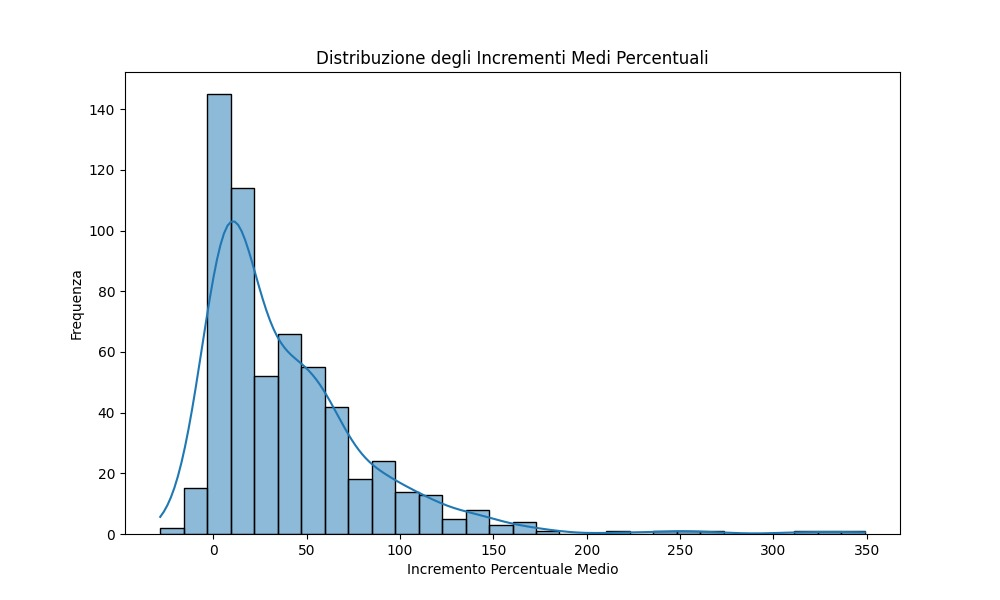 Distribuzione degli Incrementi Medi Percentuali
140
120
100
80
60
40
20
0
Frequenza
0 50 100 150 200 250 300 350
Incremento Percentuale Medio